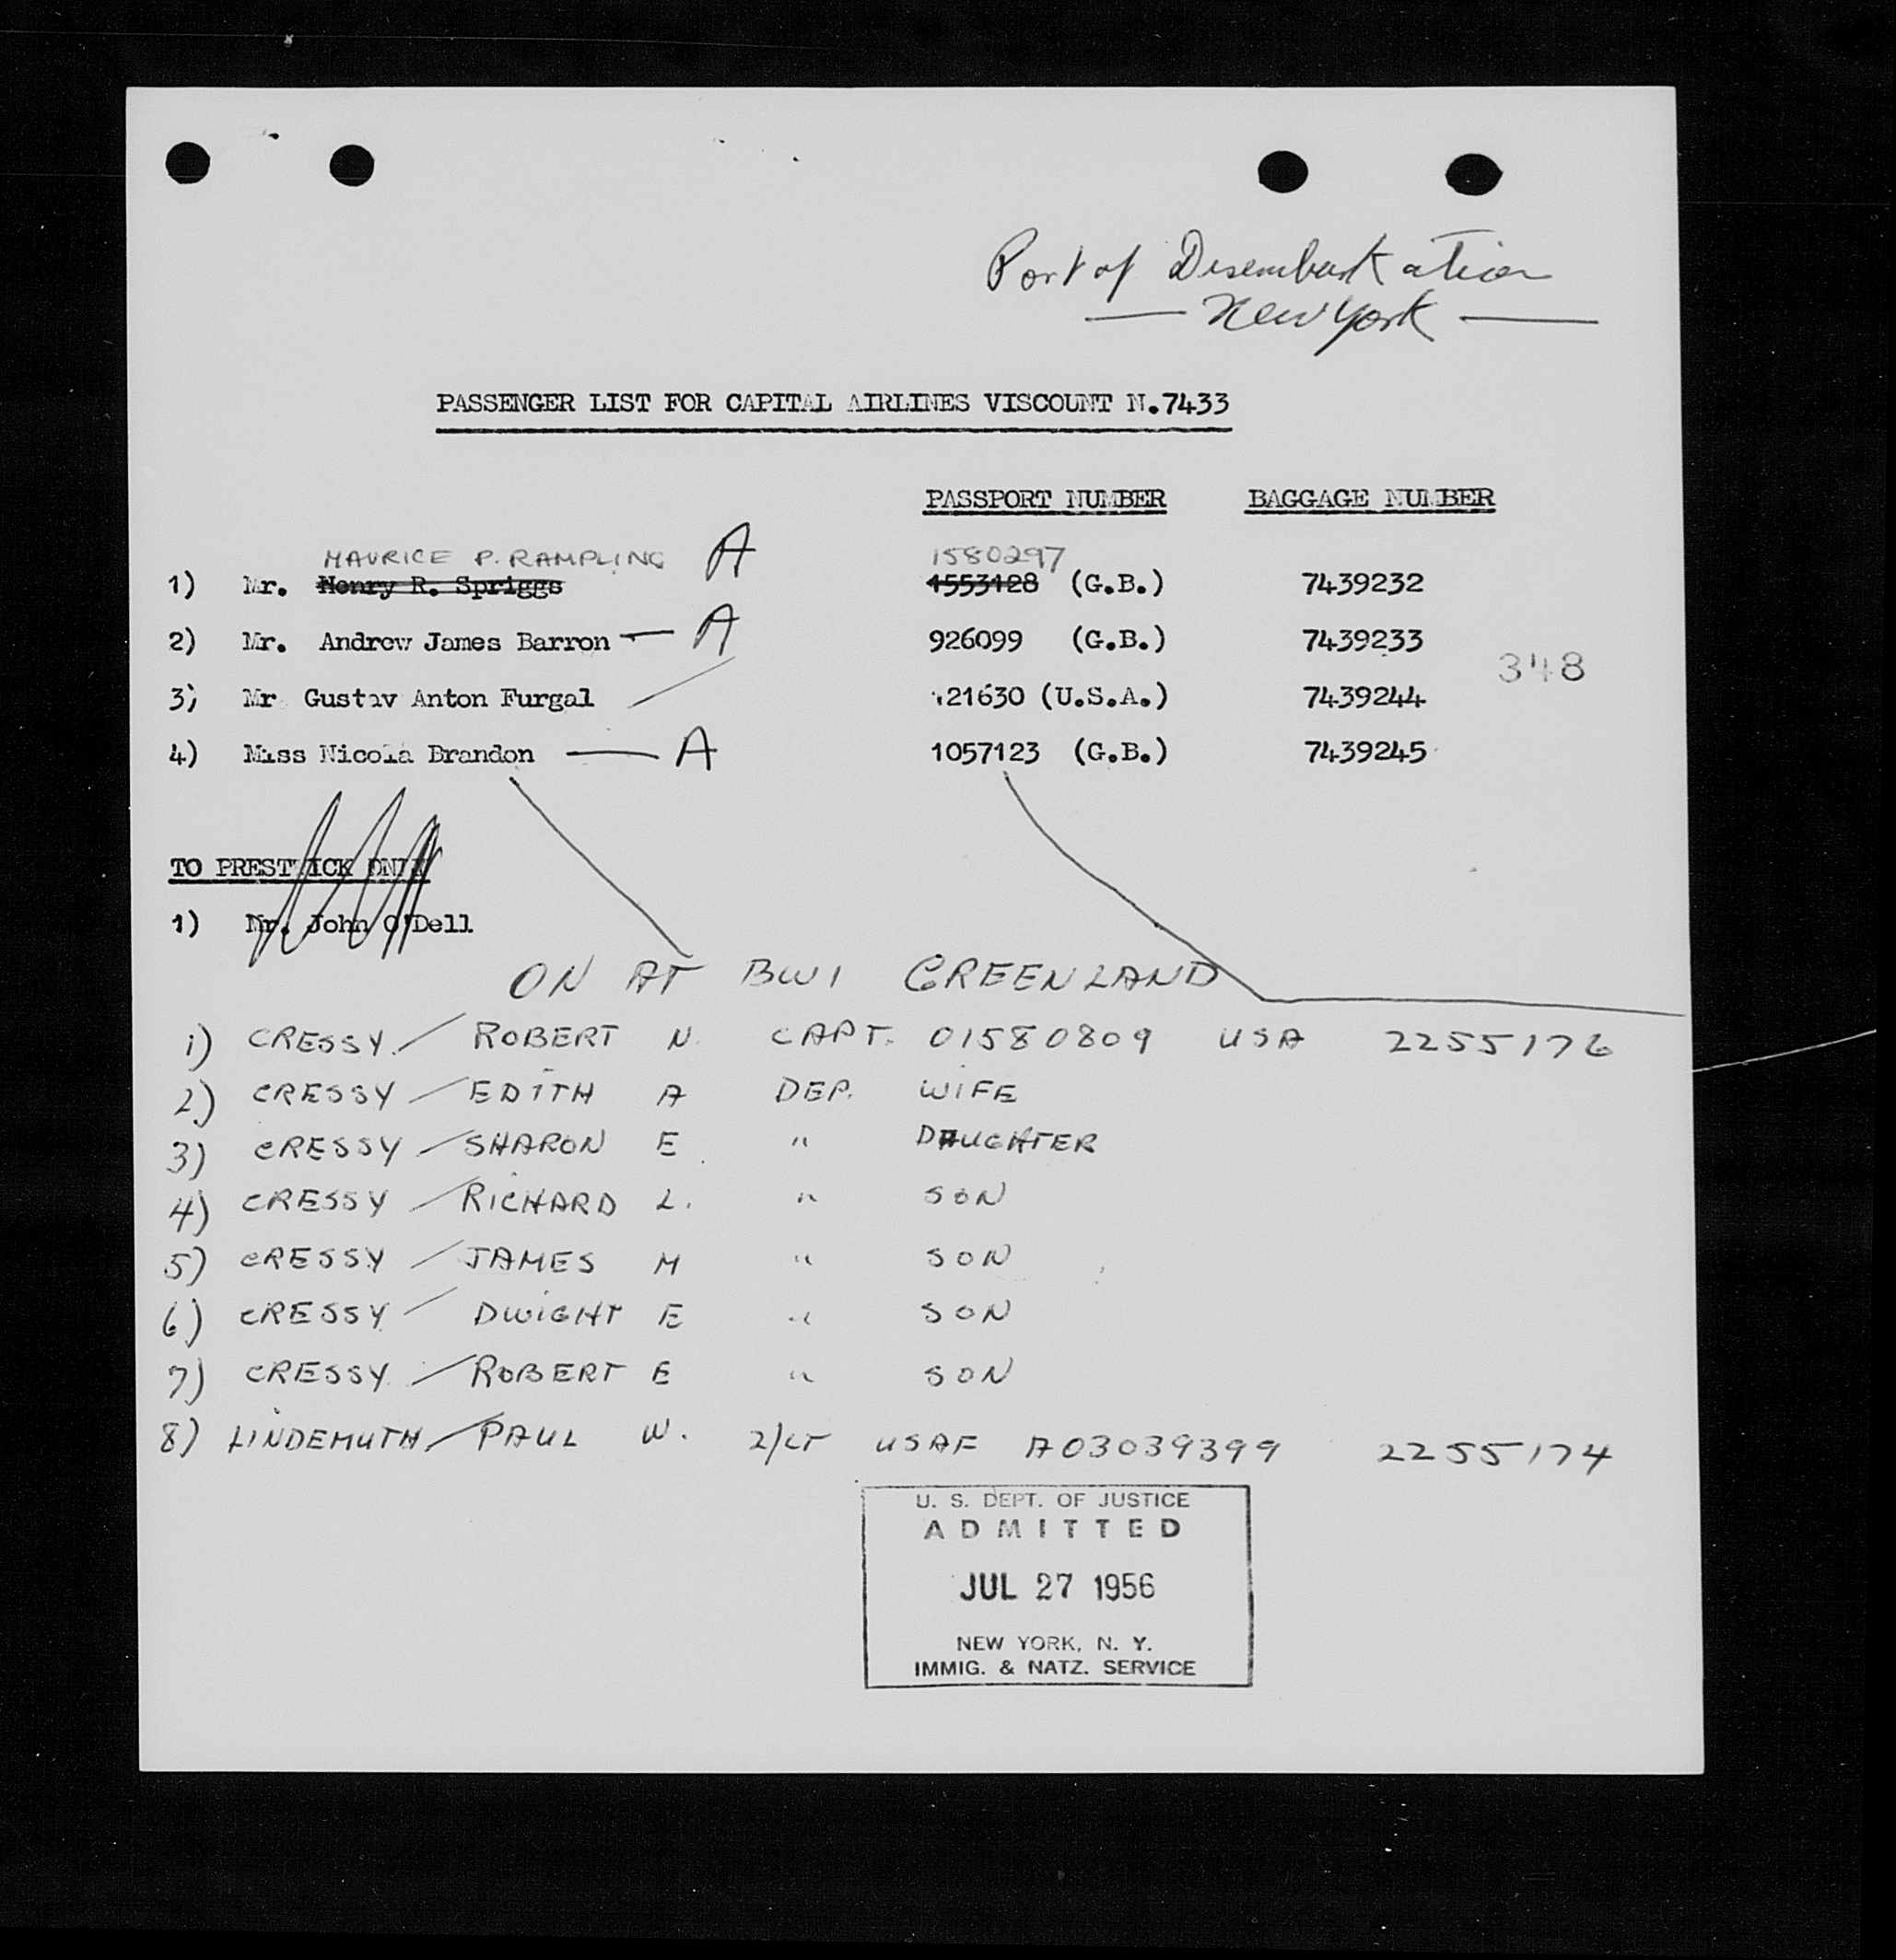 Port of Disembarkation
— New York —
PASSENGER LIST FOR CAPITAL AIRLINES VISCOUNT N.7433
PASSPORT NUMBER BAGGAGE NUMBER
MAURICE P. RAMPLING A 1580297
1) Mr. Henry R. Spriggs 1553128 (G.B.) 7439232
2) Mr. Andrew James Barron — A 926099 (G.B.) 7439233
348
3) Mr Gustav Anton Furgal / 121630 (U.S.A.) 7439244
4) Miss Nicola Brandon — A 1057123 (G.B.) 7439245
TO PRESTWICK ONLY
1) Mr. John O'Dell
ON AT BW1 GREENLAND
1) CRESSY / ROBERT N. CAPT. 01580809 USA 2255176
2) CRESSY / EDITH A DEP. WIFE
3) CRESSY / SHARON E. " DAUGHTER
4) CRESSY / RICHARD L. " SON
5) CRESSY / JAMES M " SON
6) CRESSY / DWIGHT E " SON
7) CRESSY / ROBERT E " SON
8) LINDEMUTH / PAUL W. 2/LT USAF AO3039399 2255174
U. S. DEPT. OF JUSTICE
ADMITTED
JUL 27 1956
NEW YORK, N. Y.
IMMIG. & NATZ. SERVICE